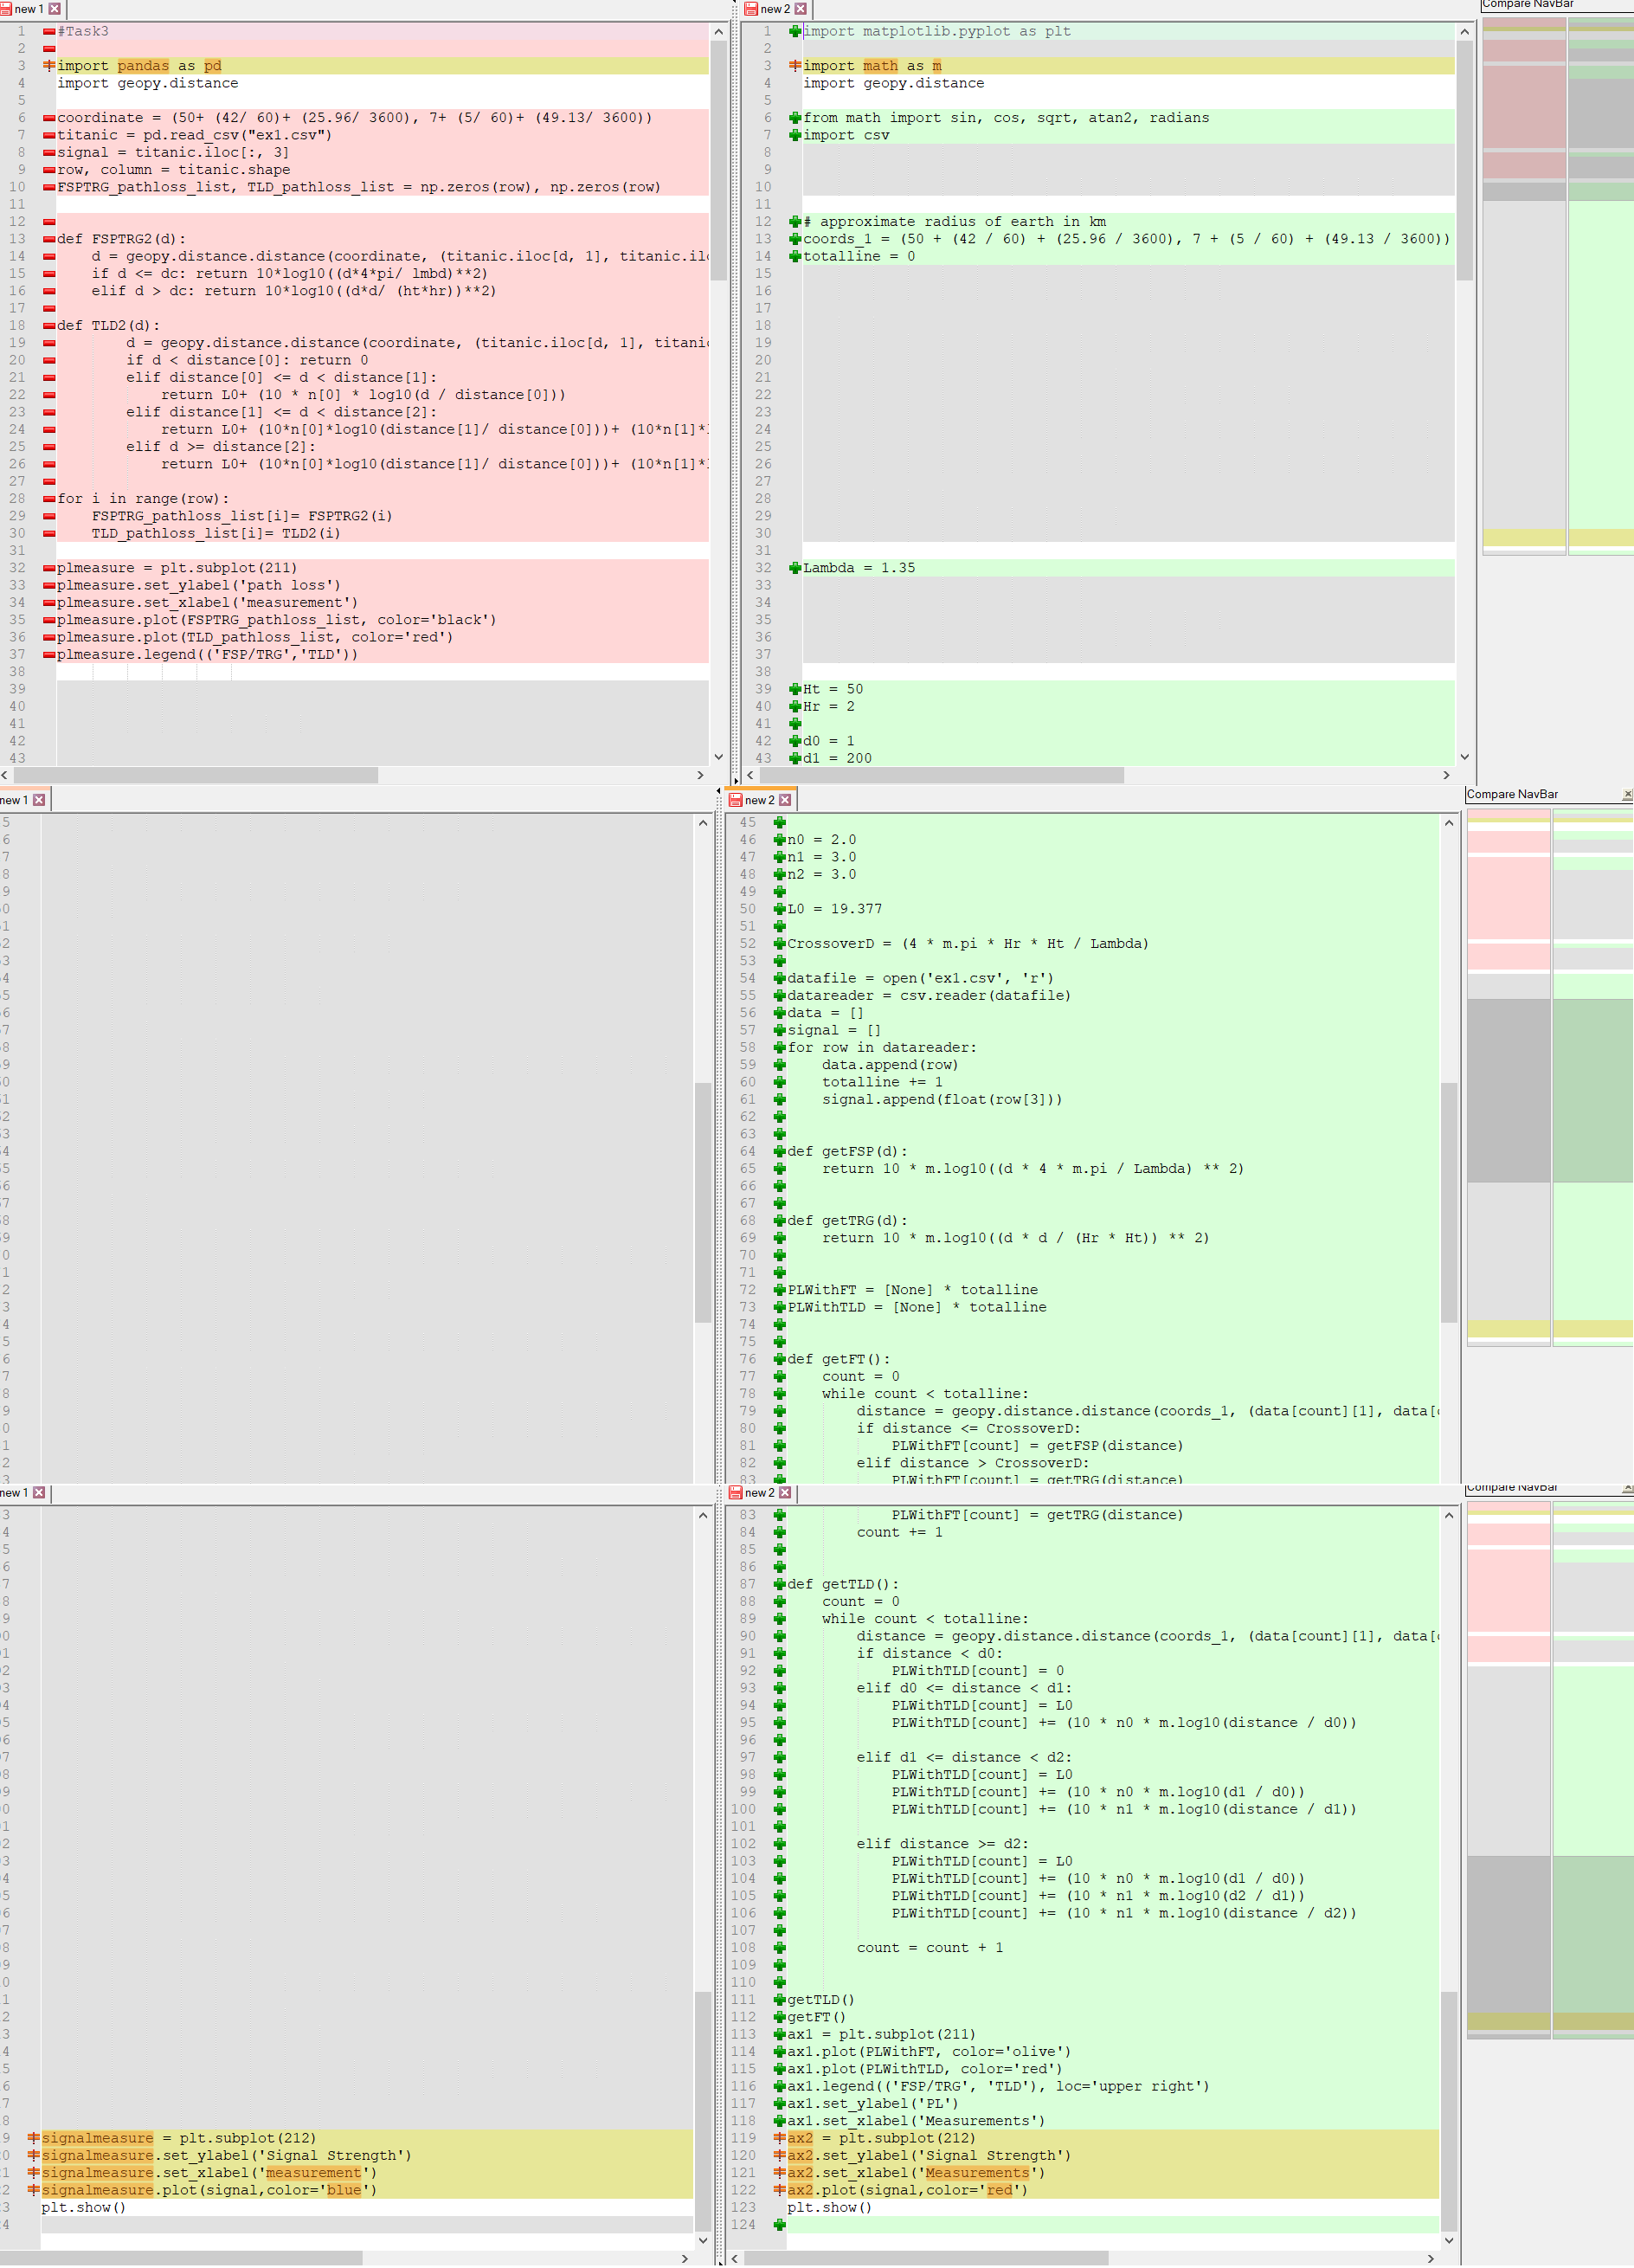 new 1
1 #Task3
2
3 import pandas as pd
4 import geopy.distance
5
6 coordinate = (50+ (42/ 60)+ (25.96/ 3600), 7+ (5/ 60)+ (49.13/ 3600))
7 titanic = pd.read_csv("ex1.csv")
8 signal = titanic.iloc[:, 3]
9 row, column = titanic.shape
10 FSPTRG_pathloss_list, TLD_pathloss_list = np.zeros(row), np.zeros(row)
11
12
13 def FSPTRG2(d):
14 d = geopy.distance.distance(coordinate, (titanic.iloc[d, 1],
15 if d <= dc: return 10*log10((d*4*pi/ lmbd)**2)
16 elif d > dc: return 10*log10((d*d/ (ht*hr))**2)
17
18 def TLD2(d):
19 d = geopy.distance.distance(coordinate, (titanic.iloc[d, 1],
20 if d < distance[0]: return 0
21 elif distance[0] <= d < distance[1]:
22 return L0+ (10 * n[0] * log10(d / distance[0]))
23 elif distance[1] <= d < distance[2]:
24 return L0+ (10*n[0]*log10(distance[1]/ distance[0]))+ (10*n[1]*
25 elif d >= distance[2]:
26 return L0+ (10*n[0]*log10(distance[1]/ distance[0]))+ (10*n[1]*
27
28 for i in range(row):
29 FSPTRG_pathloss_list[i]= FSPTRG2(i)
30 TLD_pathloss_list[i]= TLD2(i)
31
32 plmeasure = plt.subplot(211)
33 plmeasure.set_ylabel('path loss')
34 plmeasure.set_xlabel('measurement')
35 plmeasure.plot(FSPTRG_pathloss_list, color='black')
36 plmeasure.plot(TLD_pathloss_list, color='red')
37 plmeasure.legend(('FSP/TRG','TLD'))
38
39
40
41
42
43
new 2
1 import matplotlib.pyplot as plt
2
3 import math as m
4 import geopy.distance
5
6 from math import sin, cos, sqrt, atan2, radians
7 import csv
8
9
10
11
12 # approximate radius of earth in km
13 coords_1 = (50 + (42 / 60) + (25.96 / 3600), 7 + (5 / 60) + (49.13 / 3600))
14 totalline = 0
15
16
17
18
19
20
21
22
23
24
25
26
27
28
29
30
31
32 Lambda = 1.35
33
34
35
36
37
38
39 Ht = 50
40 Hr = 2
41
42 d0 = 1
43 d1 = 200
Compare NavBar
new 1
new 2
45
46 n0 = 2.0
47 n1 = 3.0
48 n2 = 3.0
49
50 L0 = 19.377
51
52 CrossoverD = (4 * m.pi * Hr * Ht / Lambda)
53
54 datafile = open('ex1.csv', 'r')
55 datareader = csv.reader(datafile)
56 data = []
57 signal = []
58 for row in datareader:
59 data.append(row)
60 totalline += 1
61 signal.append(float(row[3]))
62
63
64 def getFSP(d):
65 return 10 * m.log10((d * 4 * m.pi / Lambda) ** 2)
66
67
68 def getTRG(d):
69 return 10 * m.log10((d * d / (Hr * Ht)) ** 2)
70
71
72 PLWithFT = [None] * totalline
73 PLWithTLD = [None] * totalline
74
75
76 def getFT():
77 count = 0
78 while count < totalline:
79 distance = geopy.distance.distance(coords_1, (data[count][1],
80 if distance <= CrossoverD:
81 PLWithFT[count] = getFSP(distance)
82 elif distance > CrossoverD:
83 PLWithFT[count] = getTRG(distance)
Compare NavBar
new 1
signalmeasure = plt.subplot(212)
signalmeasure.set_ylabel('Signal Strength')
signalmeasure.set_xlabel('measurement')
signalmeasure.plot(signal,color='blue')
plt.show()
new 2
83 PLWithFT[count] = getTRG(distance)
84 count += 1
85
86
87 def getTLD():
88 count = 0
89 while count < totalline:
90 distance = geopy.distance.distance(coords_1, (data[count][1],
91 if distance < d0:
92 PLWithTLD[count] = 0
93 elif d0 <= distance < d1:
94 PLWithTLD[count] = L0
95 PLWithTLD[count] += (10 * n0 * m.log10(distance / d0))
96
97 elif d1 <= distance < d2:
98 PLWithTLD[count] = L0
99 PLWithTLD[count] += (10 * n0 * m.log10(d1 / d0))
100 PLWithTLD[count] += (10 * n1 * m.log10(distance / d1))
101
102 elif distance >= d2:
103 PLWithTLD[count] = L0
104 PLWithTLD[count] += (10 * n0 * m.log10(d1 / d0))
105 PLWithTLD[count] += (10 * n1 * m.log10(d2 / d1))
106 PLWithTLD[count] += (10 * n1 * m.log10(distance / d2))
107
108 count = count + 1
109
110
111 getTLD()
112 getFT()
113 ax1 = plt.subplot(211)
114 ax1.plot(PLWithFT, color='olive')
115 ax1.plot(PLWithTLD, color='red')
116 ax1.legend(('FSP/TRG', 'TLD'), loc='upper right')
117 ax1.set_ylabel('PL')
118 ax1.set_xlabel('Measurements')
119 ax2 = plt.subplot(212)
120 ax2.set_ylabel('Signal Strength')
121 ax2.set_xlabel('Measurements')
122 ax2.plot(signal,color='red')
123 plt.show()
124
Compare NavBar